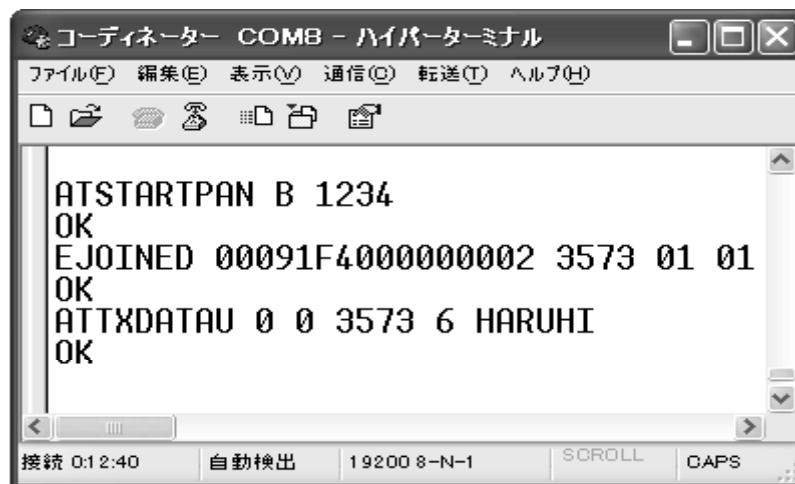 コーディネーター COM8 - ハイパーターミナル
ファイル(F) 編集(E) 表示(V) 通信(C) 転送(T) ヘルプ(H)
ATSTARTPAN B 1234
OK
EJOINED 00091F4000000002 3573 01 01
OK
ATTXDATAU 0 0 3573 6 HARUHI
OK
接続 0:12:40 自動検出 19200 8-N-1 SCROLL CAPS